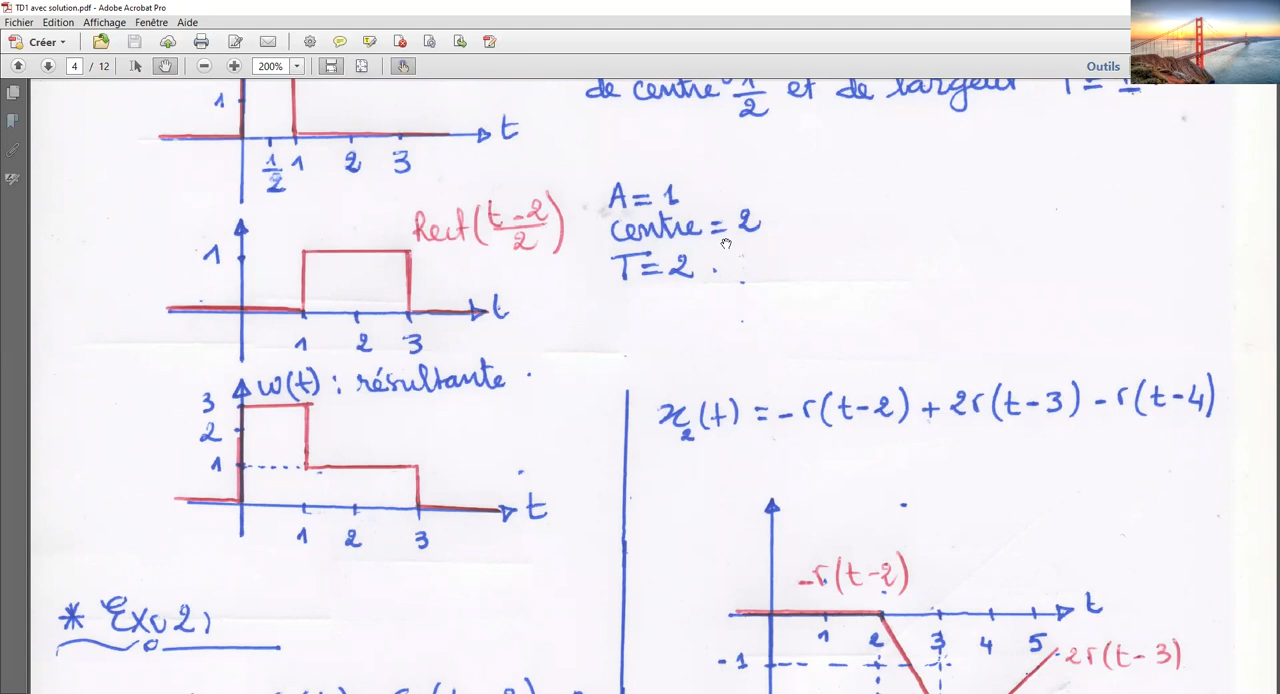 TD1 avec solution.pdf - Adobe Acrobat Pro
Fichier Edition Affichage Fenêtre Aide
Créer
4 / 12
200%
Outils
1
de centre 1/2 et de largeur T =
t
1/2 1 2 3
Rect((t-2)/2)
1
t
1 2 3
A = 1
centre = 2
T = 2 .
w(t) : résultante .
3
2
1
t
1 2 3
* Exo 2:
x₂(t) = -r(t-2) + 2r(t-3) - r(t-4)
-r(t-2)
t
1 2 3 4 5
-1
2r(t-3)